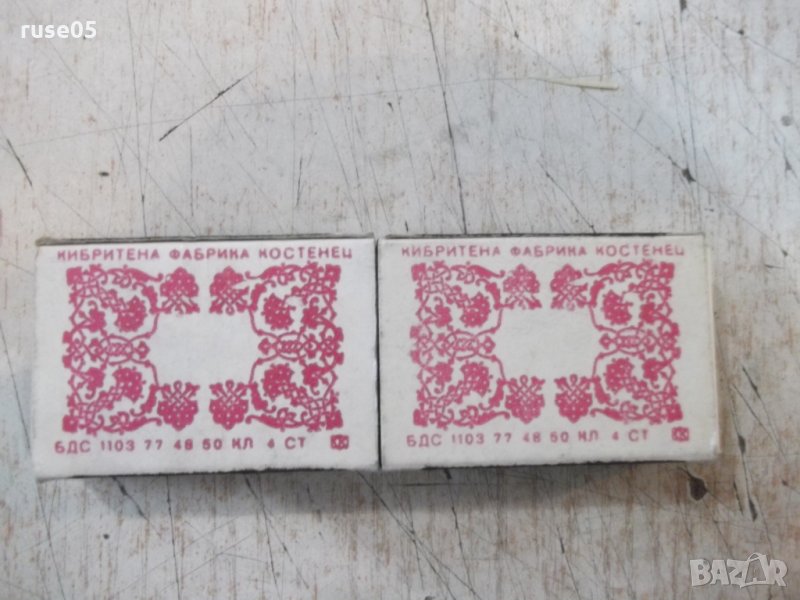 ruse05
КИБРИТЕНА ФАБРИКА КОСТЕНЕЦ
БДС 1103 77 48 50 КЛ 4 СТ
КИБРИТЕНА ФАБРИКА КОСТЕНЕЦ
БДС 1103 77 48 50 КЛ. 4 СТ
BAZAR